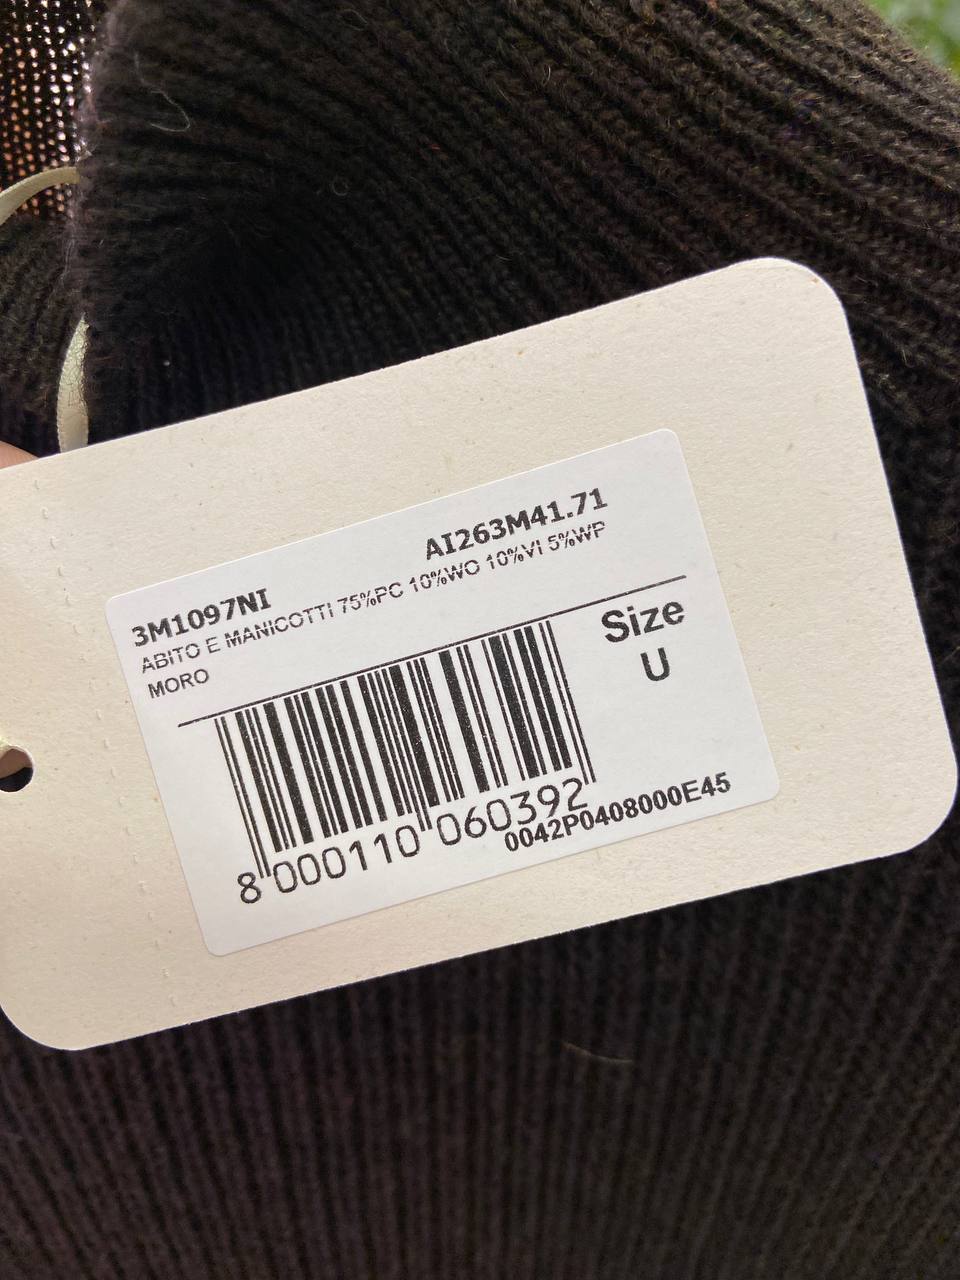 AI263M41.71
3M1097NI
ABITO E MANICOTTI 75%PC 10%WO 10%VI 5%WP
MORO
Size
U
8 000110 060392
0042P0408000E45